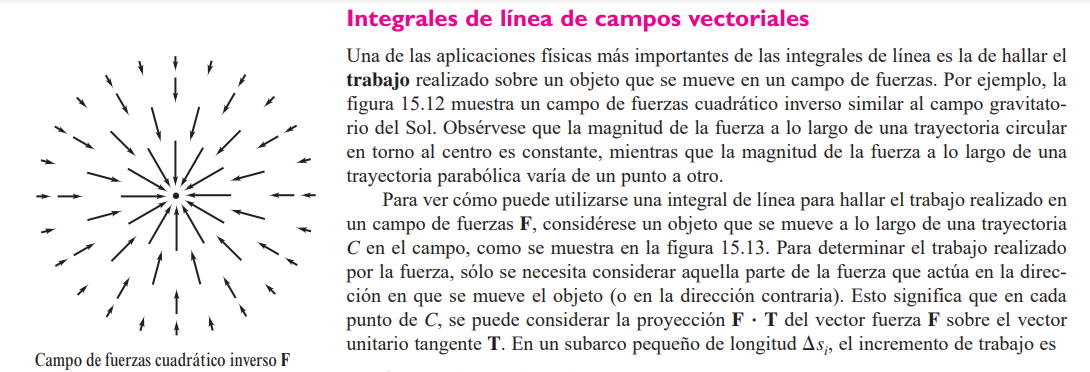 Integrales de línea de campos vectoriales
Una de las aplicaciones físicas más importantes de las integrales de línea es la de hallar el
trabajo realizado sobre un objeto que se mueve en un campo de fuerzas. Por ejemplo, la
figura 15.12 muestra un campo de fuerzas cuadrático inverso similar al campo gravitato-
rio del Sol. Obsérvese que la magnitud de la fuerza a lo largo de una trayectoria circular
en torno al centro es constante, mientras que la magnitud de la fuerza a lo largo de una
trayectoria parabólica varía de un punto a otro.
Para ver cómo puede utilizarse una integral de línea para hallar el trabajo realizado en
un campo de fuerzas F, considérese un objeto que se mueve a lo largo de una trayectoria
C en el campo, como se muestra en la figura 15.13. Para determinar el trabajo realizado
por la fuerza, sólo se necesita considerar aquella parte de la fuerza que actúa en la direc-
ción en que se mueve el objeto (o en la dirección contraria). Esto significa que en cada
punto de C, se puede considerar la proyección F · T del vector fuerza F sobre el vector
unitario tangente T. En un subarco pequeño de longitud Δsᵢ, el incremento de trabajo es
Campo de fuerzas cuadrático inverso F